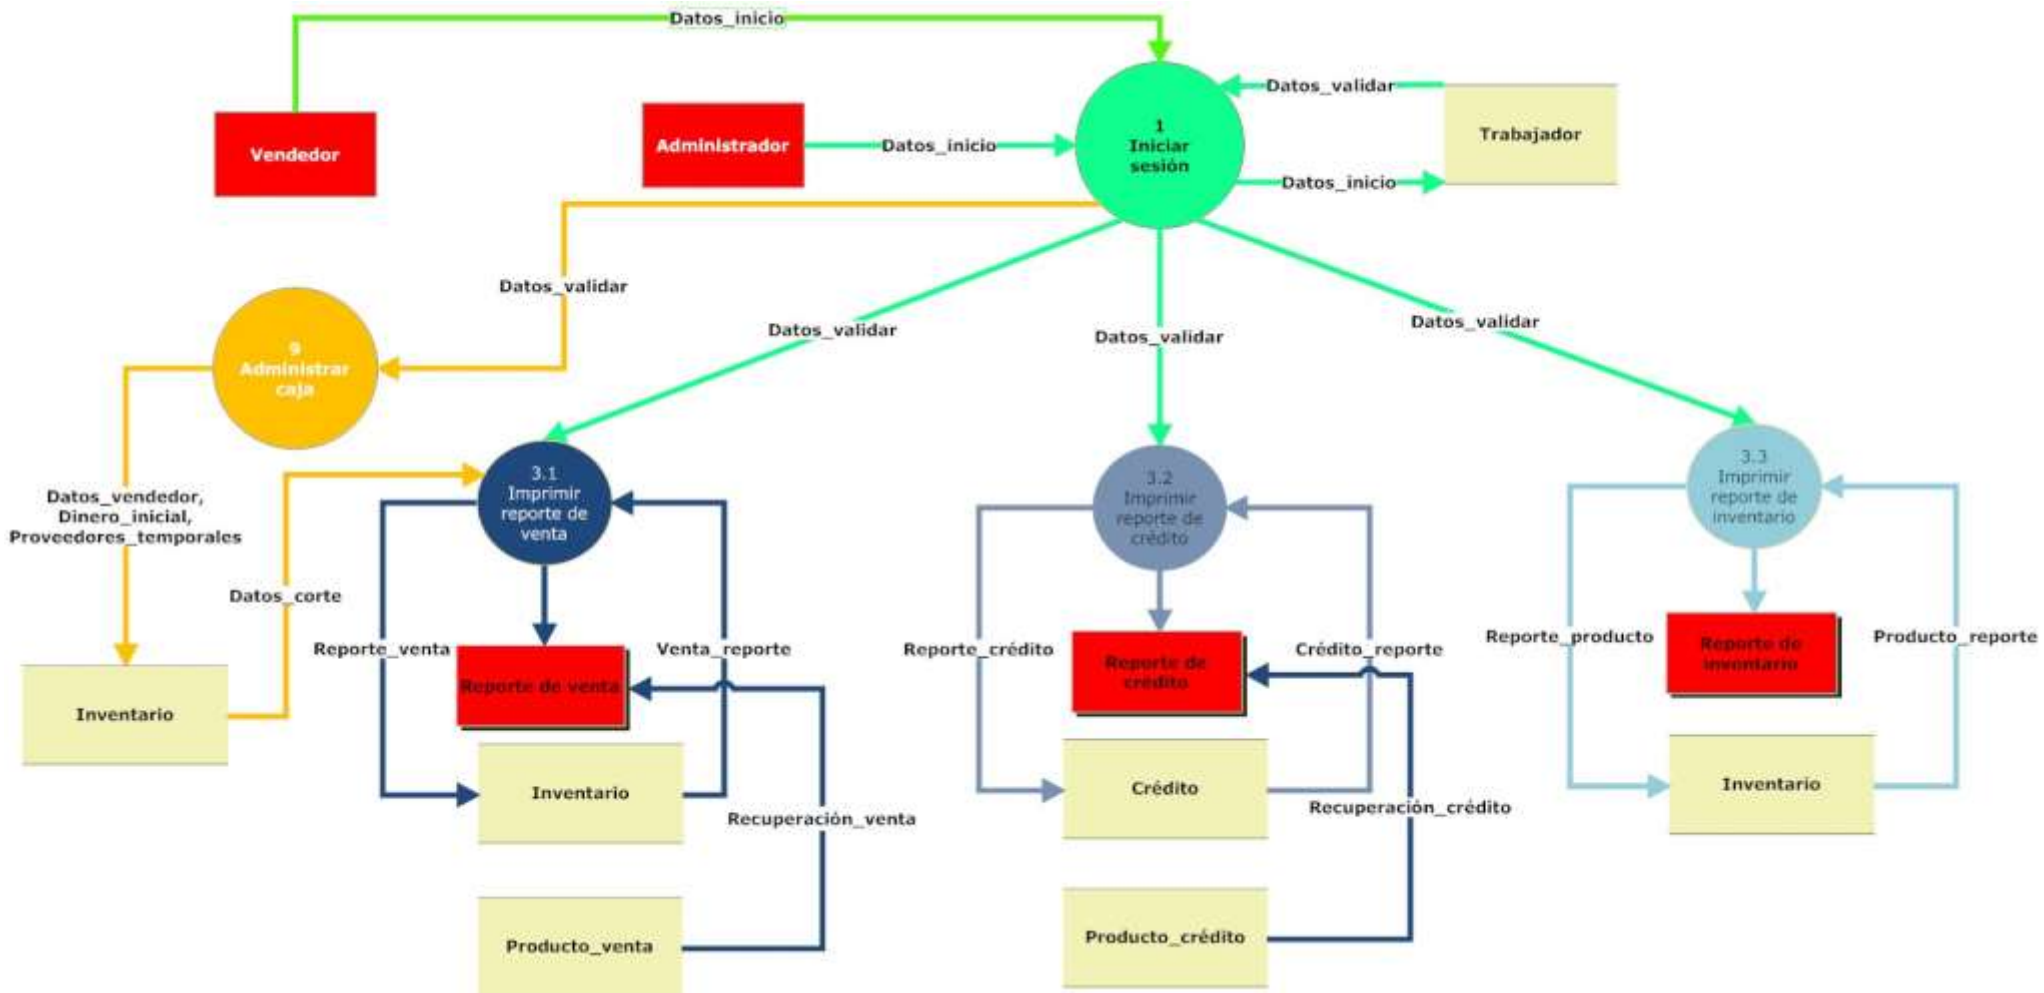 Datos_inicio
Vendedor
Administrador
Datos_inicio
1
Iniciar
sesión
Datos_validar
Trabajador
Datos_inicio
Datos_validar
Datos_validar
Datos_validar
Datos_validar
9
Administrar
caja
Datos_vendedor,
Dinero_inicial,
Proveedores_temporales
Datos_corte
Inventario
3.1
Imprimir
reporte de
venta
Reporte_venta
Venta_reporte
Reporte de venta
Inventario
Recuperación_venta
Producto_venta
3.2
Imprimir
reporte de
crédito
Reporte_crédito
Crédito_reporte
Reporte de
crédito
Crédito
Recuperación_crédito
Producto_crédito
3.3
Imprimir
reporte de
inventario
Reporte_producto
Producto_reporte
Reporte de
inventario
Inventario